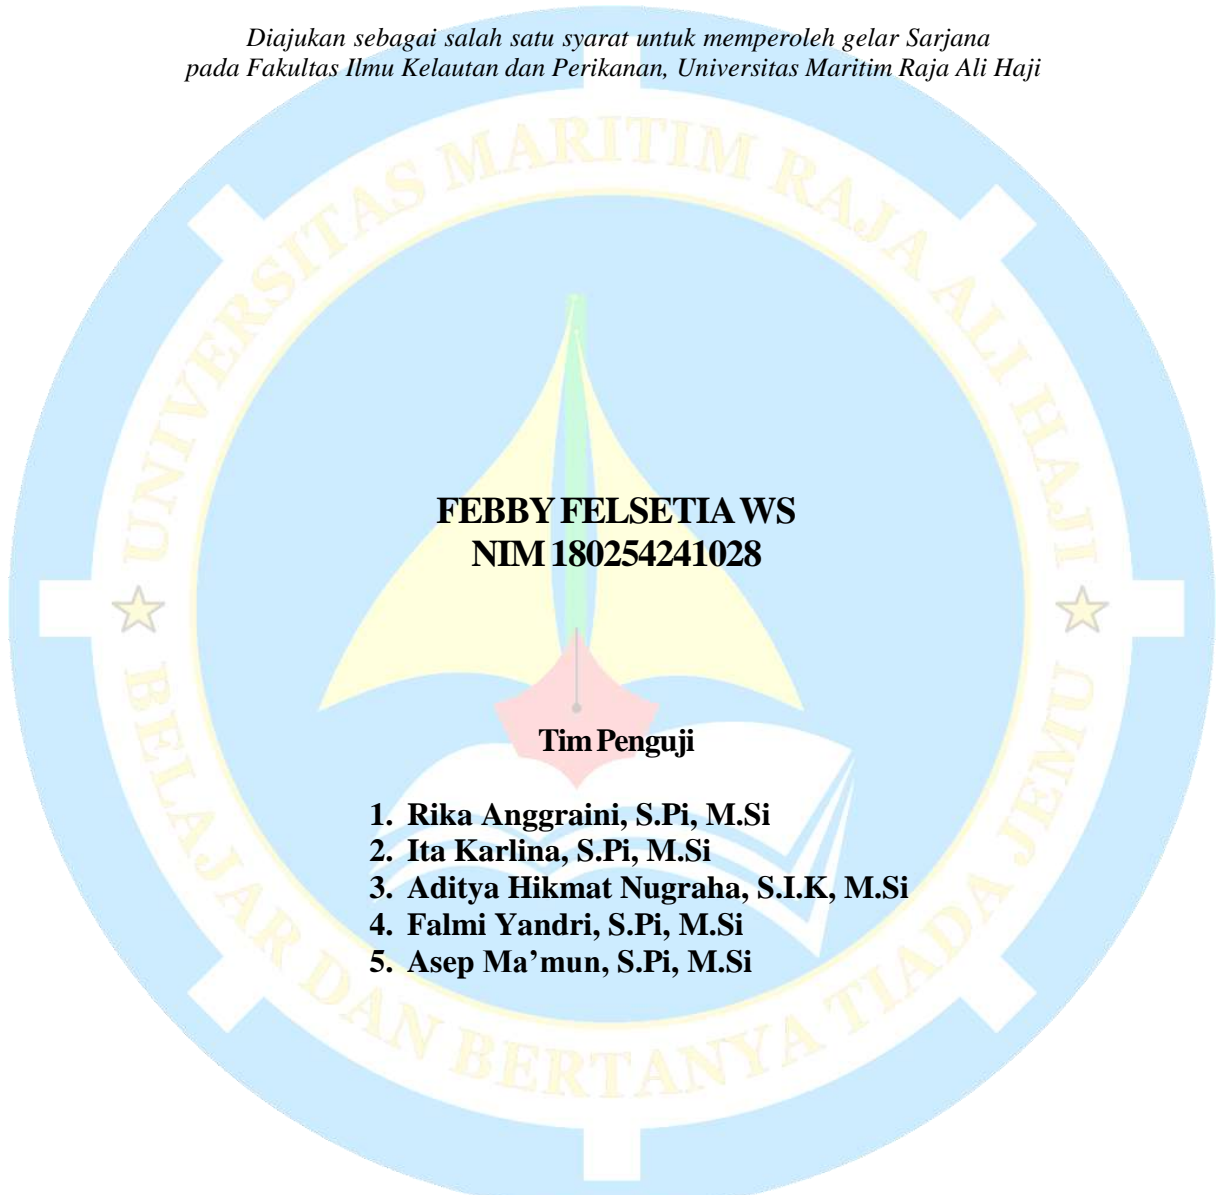 Diajukan sebagai salah satu syarat untuk memperoleh gelar Sarjana
pada Fakultas Ilmu Kelautan dan Perikanan, Universitas Maritim Raja Ali Haji
UNIVERSITAS MARITIM RAJA ALI HAJI
FEBBY FELSETIA WS
NIM 180254241028
Tim Penguji
1. Rika Anggraini, S.Pi, M.Si
2. Ita Karlina, S.Pi, M.Si
3. Aditya Hikmat Nugraha, S.I.K, M.Si
4. Falmi Yandri, S.Pi, M.Si
5. Asep Ma’mun, S.Pi, M.Si
BELAJAR DAN BERTANYA TIADA JEMU